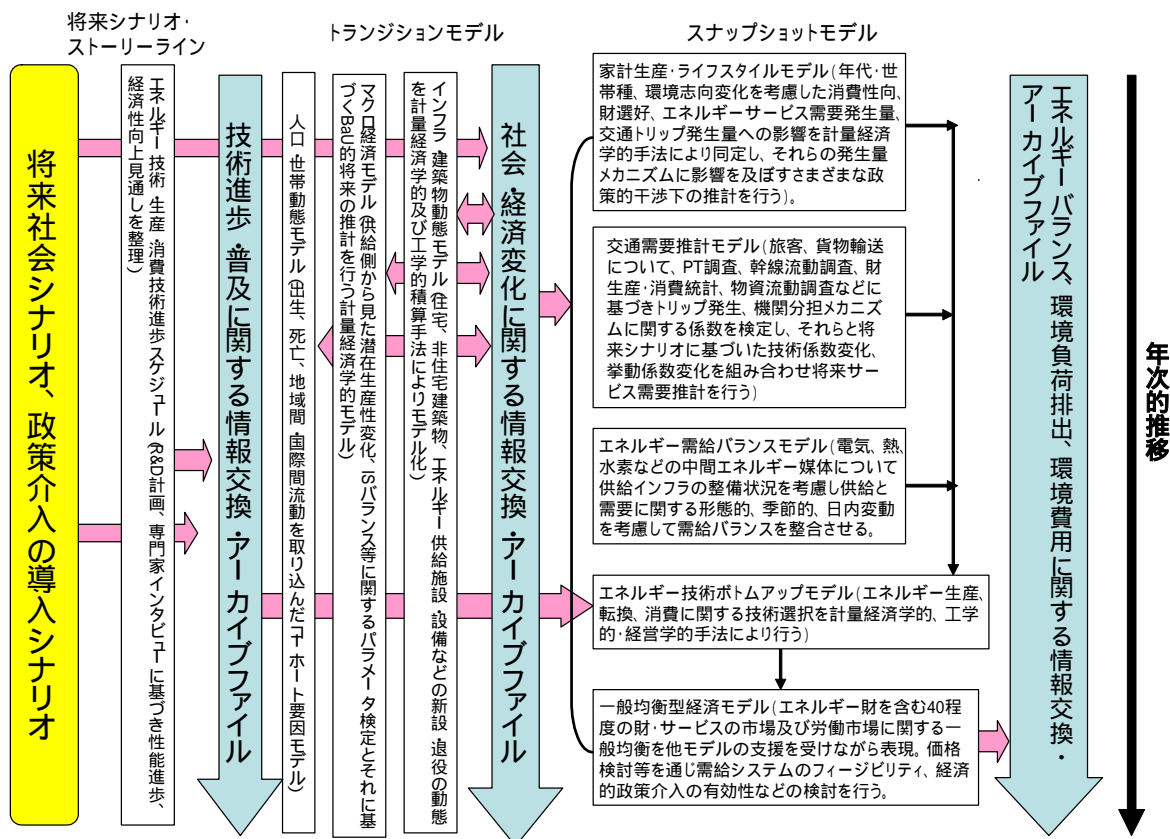 将来シナリオ・
ストーリーライン
トランジションモデル
スナップショットモデル
将来社会シナリオ、政策介入の導入シナリオ
エネルギー技術・生産・消費技術進歩スケジュール(R&D計画、専門家インタビューに基づき性能進歩、
経済性向上見通しを整理)
技術進歩・普及に関する情報交換・アーカイブファイル
人口・世帯動態モデル(出生、死亡、地域間・国際間流動を取り込んだコーホート要因モデル)
マクロ経済モデル(供給側から見た潜在生産性変化、ISバランス等に関するパラメータ検定とそれに基
づくBaU的将来の推計を行う計量経済学的モデル)
インフラ・建築物動態モデル(住宅、非住宅建築物、エネルギー供給施設・設備などの新設・退役の動態
を計量経済学的及び工学的積算手法によりモデル化)
社会・経済変化に関する情報交換・アーカイブファイル
家計生産・ライフスタイルモデル(年代・世
帯種、環境志向変化を考慮した消費性向、
財選好、エネルギーサービス需要発生量、
交通トリップ発生量への影響を計量経済
学的手法により同定し、それらの発生量
メカニズムに影響を及ぼすさまざまな政
策的干渉下の推計を行う)。
交通需要推計モデル(旅客、貨物輸送
について、PT調査、幹線流動調査、財
生産・消費統計、物資流動調査などに
基づきトリップ発生、機関分担メカニズ
ムに関する係数を検定し、それらと将
来シナリオに基づいた技術係数変化、
挙動係数変化を組み合わせ将来サー
ビス需要推計を行う)
エネルギー需給バランスモデル(電気、熱、
水素などの中間エネルギー媒体について
供給インフラの整備状況を考慮し供給と
需要に関する形態的、季節的、日内変動
を考慮して需給バランスを整合させる。
エネルギー技術ボトムアップモデル(エネルギー生産、
転換、消費に関する技術選択を計量経済学的、工学
的・経営学的手法により行う)
一般均衡型経済モデル(エネルギー財を含む40程
度の財・サービスの市場及び労働市場に関する一
般均衡を他モデルの支援を受けながら表現。価格
検討等を通じ需給システムのフィージビリティ、経済
的政策介入の有効性などの検討を行う。
エネルギーバランス、環境負荷排出、環境費用に関する情報交換・
アーカイブファイル
年次的推移